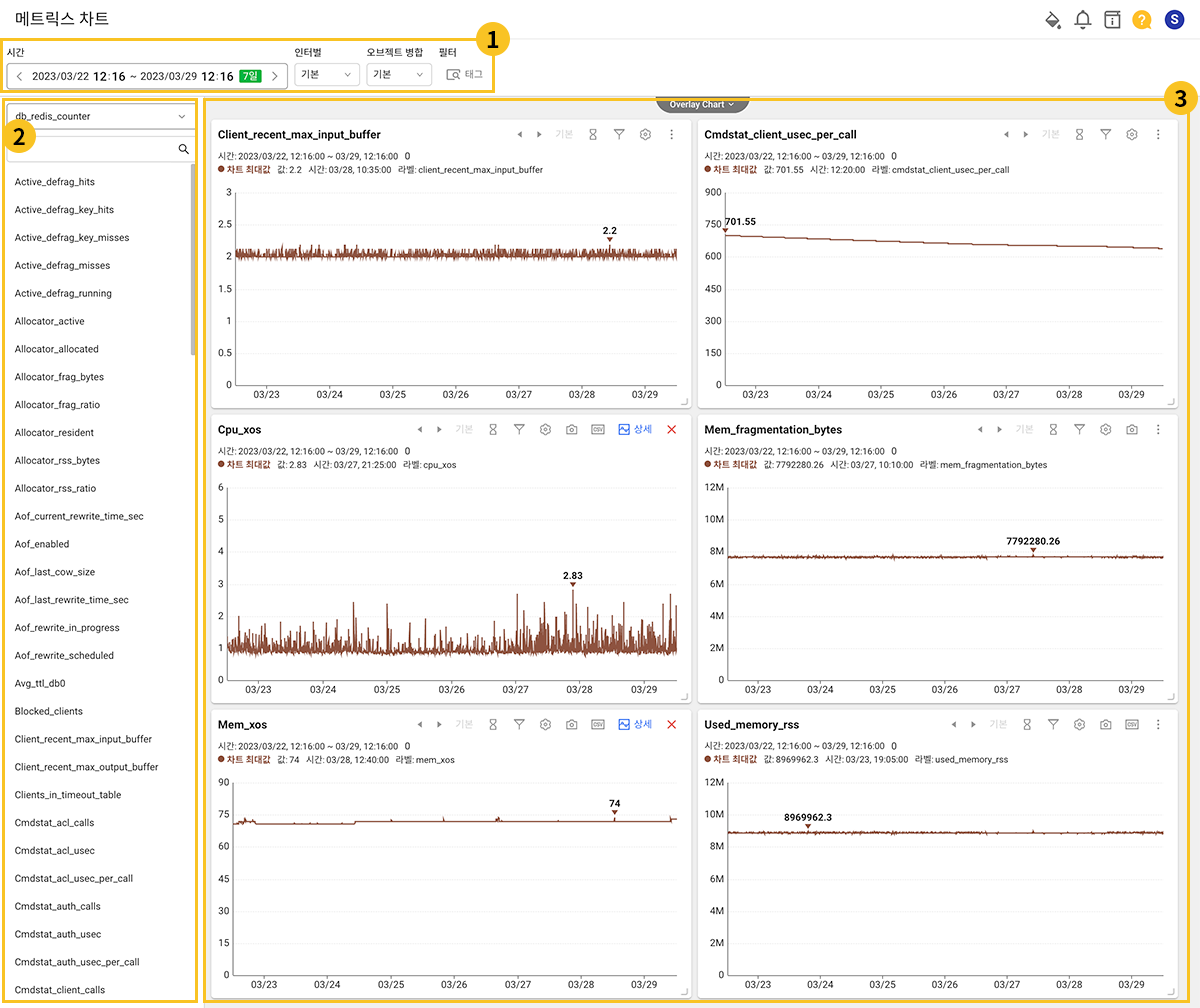 메트릭스 차트
?
S
시간
인터벌
오브젝트 병합
필터
1
2023/03/22 12:16 ~ 2023/03/29 12:16 7일
기본
기본
태그
db_redis_counter
2
Active_defrag_hits
Active_defrag_key_hits
Active_defrag_key_misses
Active_defrag_misses
Active_defrag_running
Allocator_active
Allocator_allocated
Allocator_frag_bytes
Allocator_frag_ratio
Allocator_resident
Allocator_rss_bytes
Allocator_rss_ratio
Aof_current_rewrite_time_sec
Aof_enabled
Aof_last_cow_size
Aof_last_rewrite_time_sec
Aof_rewrite_in_progress
Aof_rewrite_scheduled
Avg_ttl_db0
Blocked_clients
Client_recent_max_input_buffer
Client_recent_max_output_buffer
Clients_in_timeout_table
Cmdstat_acl_calls
Cmdstat_acl_usec
Cmdstat_acl_usec_per_call
Cmdstat_auth_calls
Cmdstat_auth_usec
Cmdstat_auth_usec_per_call
Cmdstat_client_calls
3
Overlay Chart
Client_recent_max_input_buffer
기본
시간: 2023/03/22, 12:16:00 ~ 03/29, 12:16:00 0
차트 최대값 값: 2.2 시간: 03/28, 10:35:00 라벨: client_recent_max_input_buffer
3
2.5
2
1.5
1
0.5
0
2.2
03/23 03/24 03/25 03/26 03/27 03/28 03/29
Cmdstat_client_usec_per_call
기본
시간: 2023/03/22, 12:16:00 ~ 03/29, 12:16:00 0
차트 최대값 값: 701.55 시간: 12:20:00 라벨: cmdstat_client_usec_per_call
900
750
600
450
300
150
0
701.55
03/23 03/24 03/25 03/26 03/27 03/28 03/29
Cpu_xos
기본
CSV
상세
시간: 2023/03/22, 12:16:00 ~ 03/29, 12:16:00 0
차트 최대값 값: 2.83 시간: 03/27, 21:25:00 라벨: cpu_xos
6
5
4
3
2
1
0
2.83
03/23 03/24 03/25 03/26 03/27 03/28 03/29
Mem_fragmentation_bytes
기본
시간: 2023/03/22, 12:16:00 ~ 03/29, 12:16:00 0
차트 최대값 값: 7792280.26 시간: 03/27, 10:10:00 라벨: mem_fragmentation_bytes
12M
10M
8M
6M
4M
2M
0
7792280.26
03/23 03/24 03/25 03/26 03/27 03/28 03/29
Mem_xos
기본
CSV
상세
시간: 2023/03/22, 12:16:00 ~ 03/29, 12:16:00 0
차트 최대값 값: 74 시간: 03/28, 12:40:00 라벨: mem_xos
90
75
60
45
30
15
0
74
03/23 03/24 03/25 03/26 03/27 03/28 03/29
Used_memory_rss
기본
CSV
시간: 2023/03/22, 12:16:00 ~ 03/29, 12:16:00 0
차트 최대값 값: 8969962.3 시간: 03/23, 19:05:00 라벨: used_memory_rss
12M
10M
8M
6M
4M
2M
0
8969962.3
03/23 03/24 03/25 03/26 03/27 03/28 03/29